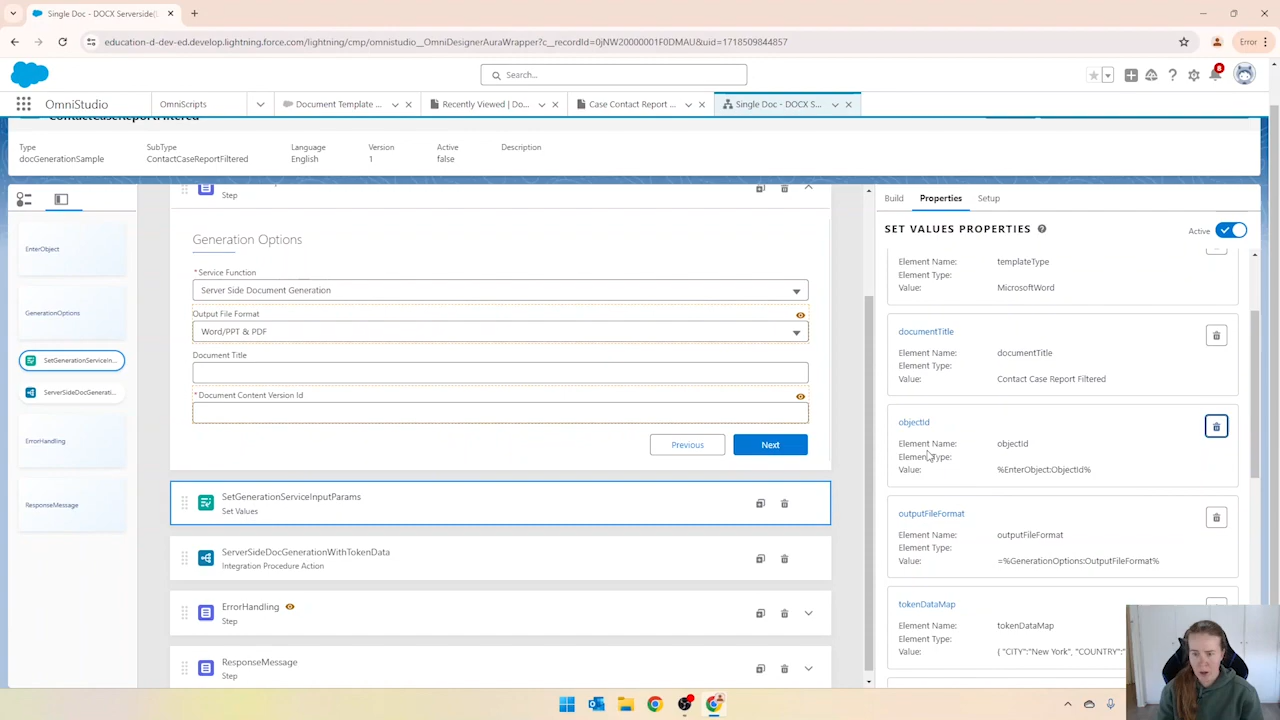 Single Doc - DOCX Serverside(L
education-d-dev-ed.develop.lightning.force.com/lightning/cmp/omnistudio__OmniDesignerAuraWrapper?c__recordId=0jNW20000001F0DMAU&uid=1718509844857
Error
Search...
8
OmniStudio
OmniScripts
Document Template ...
Recently Viewed | Do...
Case Contact Report ...
Single Doc - DOCX S...
ContactCaseReportFiltered
Type
docGenerationSample
SubType
ContactCaseReportFiltered
Language
English
Version
1
Active
false
Description
EnterObject
GenerationOptions
SetGenerationServiceIn...
ServerSideDocGenerati...
ErrorHandling
ResponseMessage
Step
Generation Options
*Service Function
Server Side Document Generation
Output File Format
Word/PPT & PDF
Document Title
*Document Content Version Id
Previous
Next
SetGenerationServiceInputParams
Set Values
ServerSideDocGenerationWithTokenData
Integration Procedure Action
ErrorHandling
Step
ResponseMessage
Step
Build
Properties
Setup
SET VALUES PROPERTIES
Active
Element Name: templateType
Element Type:
Value: MicrosoftWord
documentTitle
Element Name: documentTitle
Element Type:
Value: Contact Case Report Filtered
objectId
Element Name: objectId
Element Type:
Value: %EnterObject:ObjectId%
outputFileFormat
Element Name: outputFileFormat
Element Type:
Value: =%GenerationOptions:OutputFileFormat%
tokenDataMap
Element Name: tokenDataMap
Element Type:
Value: { "CITY":"New York", "COUNTRY":"